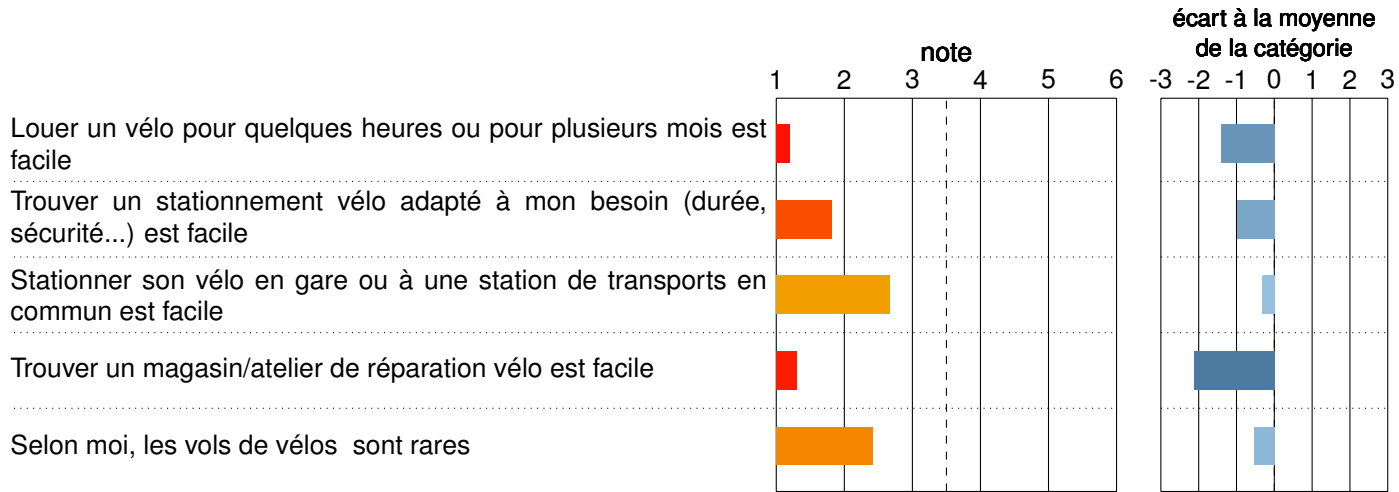 écart à la moyenne
note de la catégorie
1 2 3 4 5 6 -3 -2 -1 0 1 2 3
Louer un vélo pour quelques heures ou pour plusieurs mois est
facile
Trouver un stationnement vélo adapté à mon besoin (durée,
sécurité...) est facile
Stationner son vélo en gare ou à une station de transports en
commun est facile
Trouver un magasin/atelier de réparation vélo est facile
Selon moi, les vols de vélos sont rares